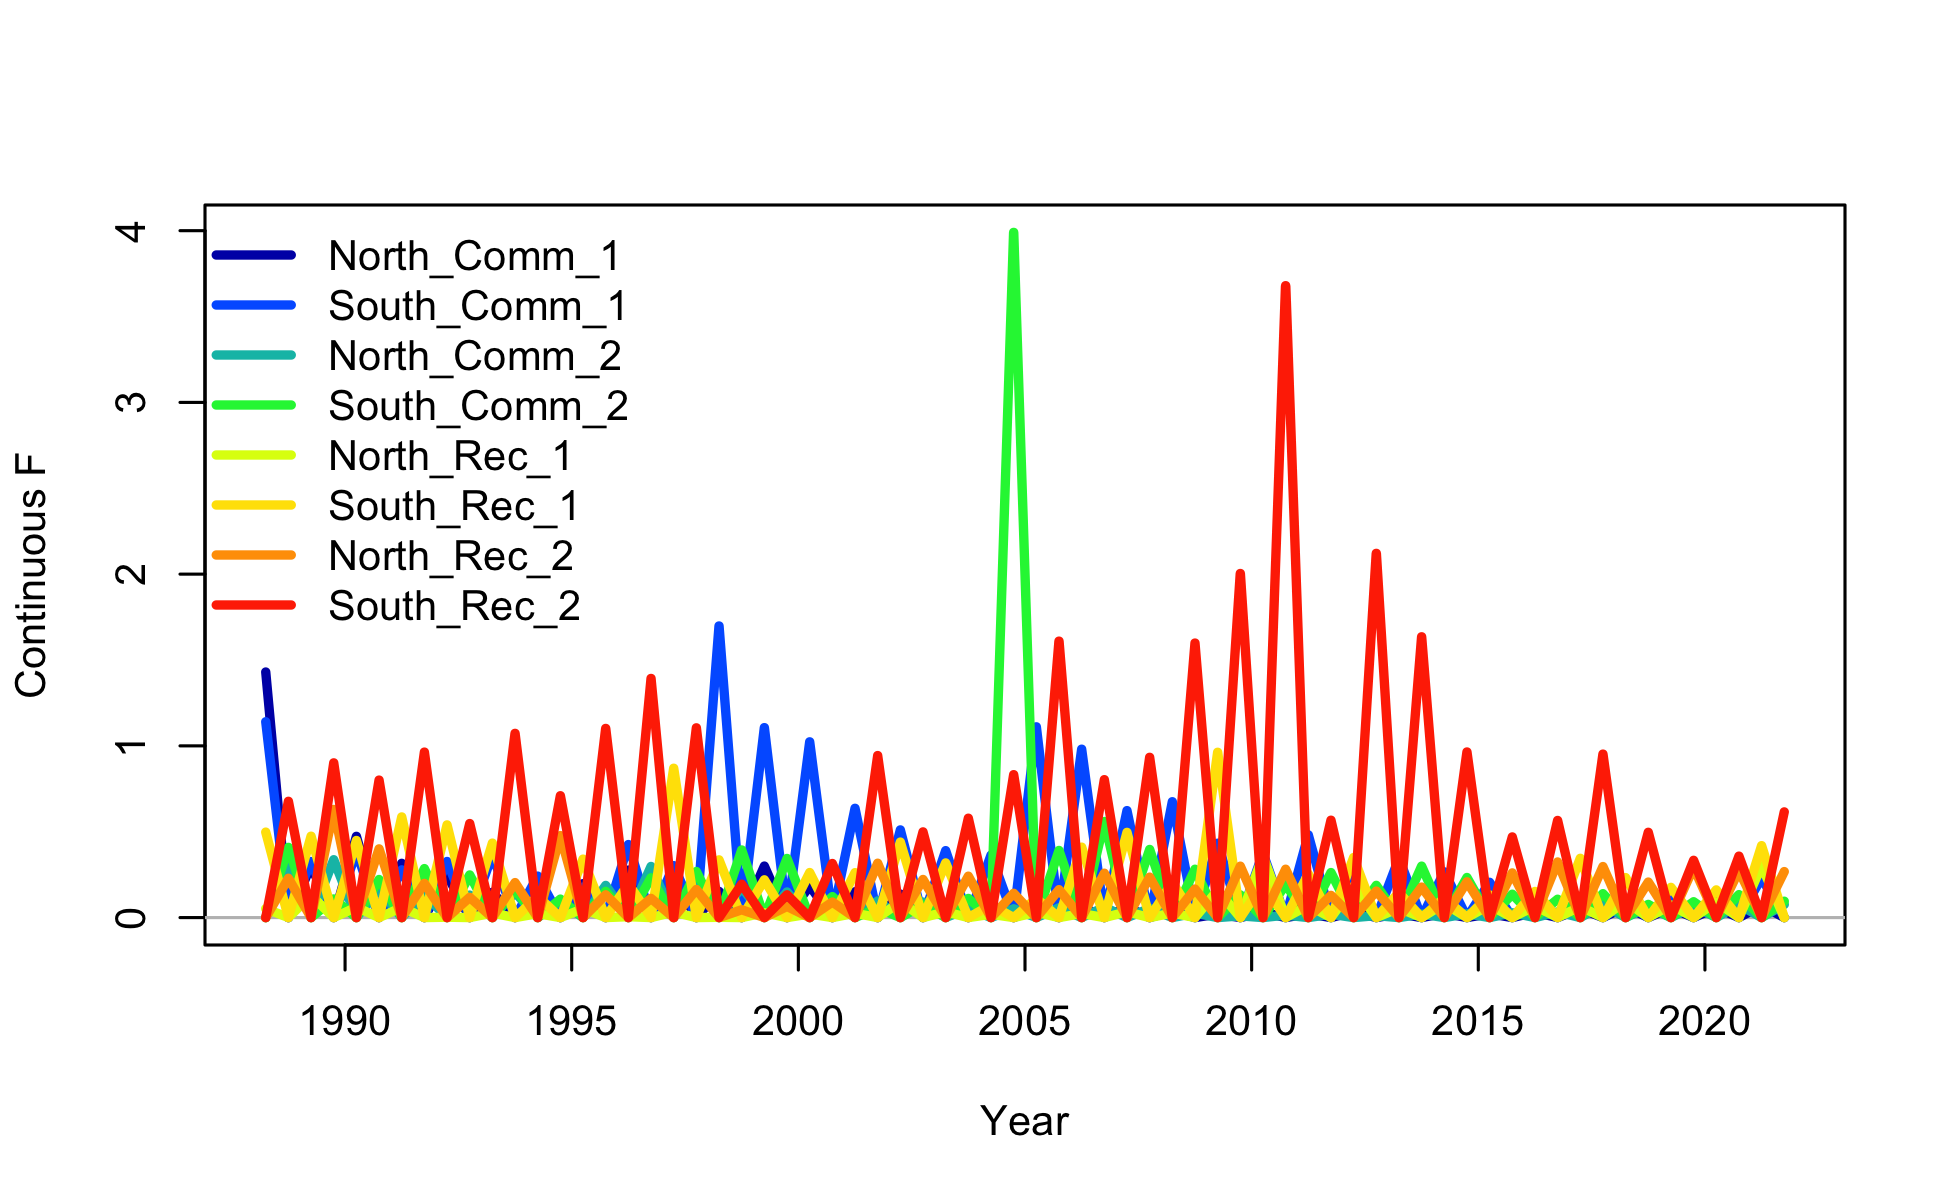 4
3
2
1
0
Continuous F
North_Comm_1
South_Comm_1
North_Comm_2
South_Comm_2
North_Rec_1
South_Rec_1
North_Rec_2
South_Rec_2
1990 1995 2000 2005 2010 2015 2020
Year